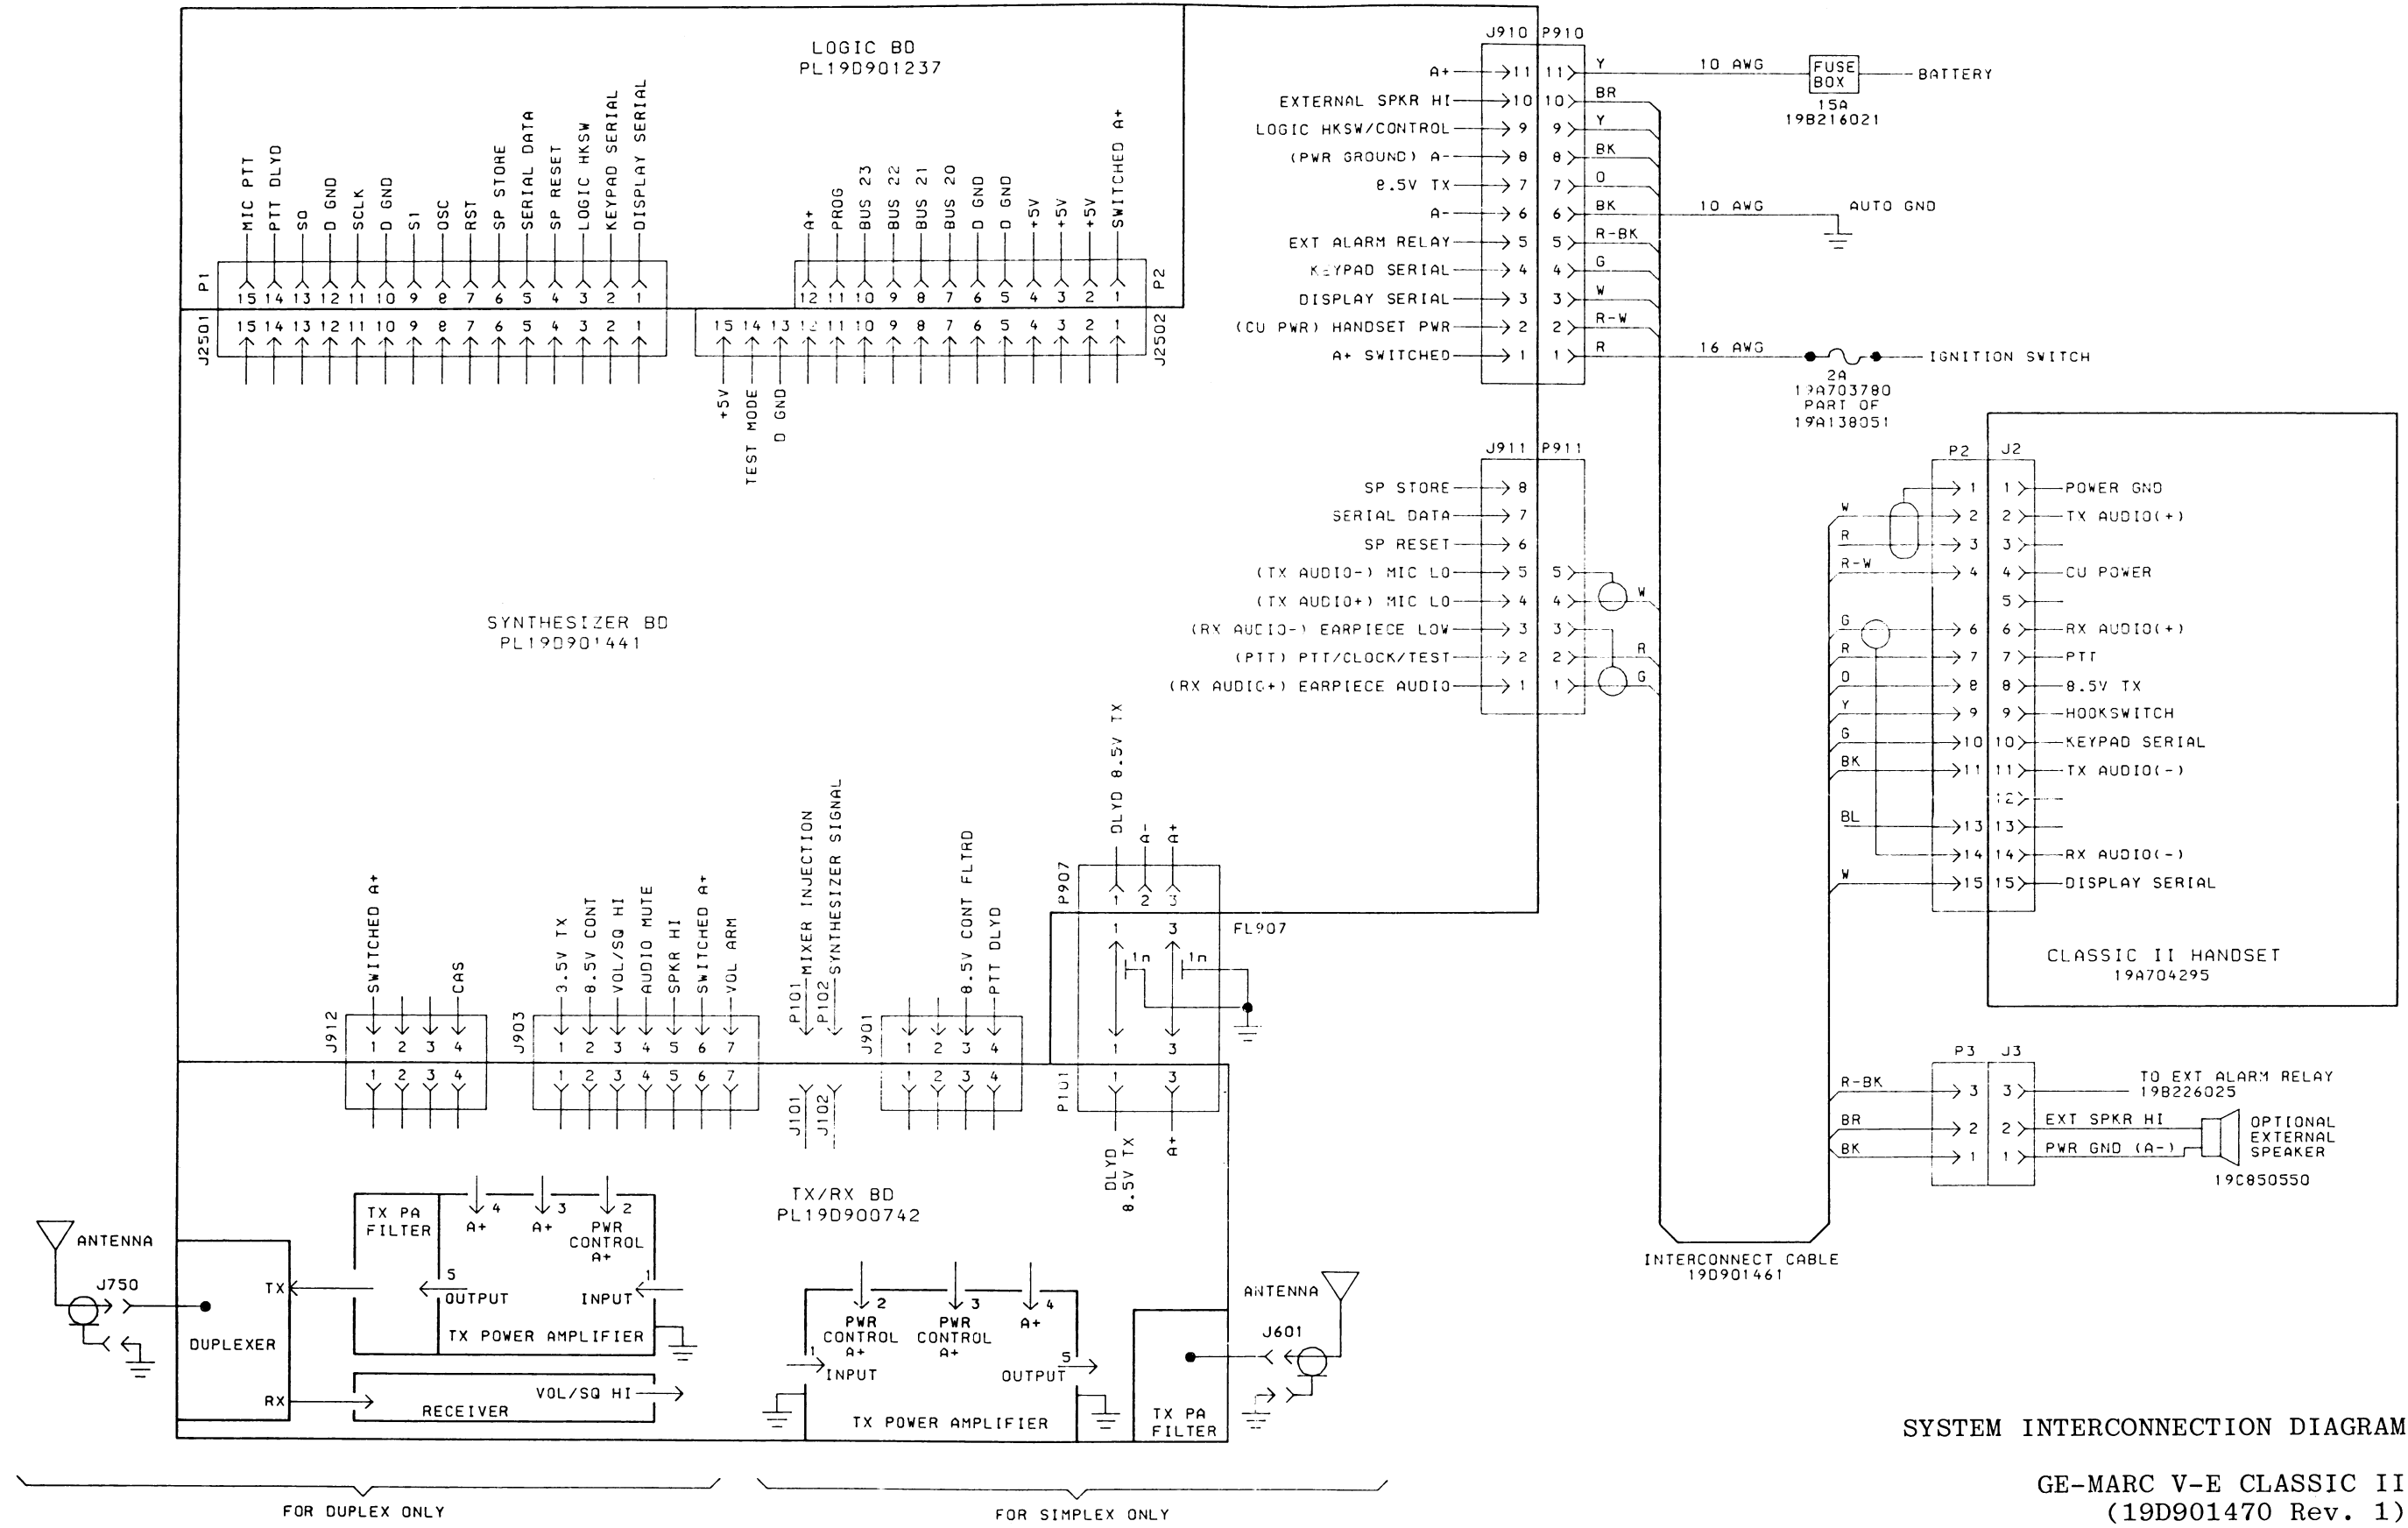 LOGIC BD
PL19D901237
MIC PTT
PTT DLYD
SO
D GND
SCLK
D GND
S1
OSC
RST
SP STORE
SERIAL DATA
SP RESET
LOGIC HKSW
KEYPAD SERIAL
DISPLAY SERIAL
P1
15 14 13 12 11 10 9 8 7 6 5 4 3 2 1
J2501
15 14 13 12 11 10 9 8 7 6 5 4 3 2 1
A+
PROG
BUS 23
BUS 22
BUS 21
BUS 20
D GND
D GND
+5V
+5V
+5V
SWITCHED A+
P2
12 11 10 9 8 7 6 5 4 3 2 1
J2502
15 14 13 12 11 10 9 8 7 6 5 4 3 2 1
+5V
TEST MODE
D GND
SYNTHESIZER BD
PL19D901441
J910 P910
A+ 11 11 Y 10 AWG
FUSE
BOX
BATTERY
15A
19B216021
EXTERNAL SPKR HI 10 10 BR
LOGIC HKSW/CONTROL 9 9 Y
(PWR GROUND) A- 8 8 BK
8.5V TX 7 7 O
A- 6 6 BK 10 AWG AUTO GND
EXT ALARM RELAY 5 5 R-BK
KEYPAD SERIAL 4 4 G
DISPLAY SERIAL 3 3 W
(CU PWR) HANDSET PWR 2 2 R-W
A+ SWITCHED 1 1 R 16 AWG IGNITION SWITCH
2A
19A703780
PART OF
19A138051
J911 P911
SP STORE 8
SERIAL DATA 7
SP RESET 6
(TX AUDIO-) MIC LO 5 5
(TX AUDIO+) MIC LO 4 4 W
(RX AUDIO-) EARPIECE LOW 3 3
(PTT) PTT/CLOCK/TEST 2 2 R
(RX AUDIO+) EARPIECE AUDIO 1 1 G
P2 J2
1 1 POWER GND
W 2 2 TX AUDIO(+)
R 3 3
R-W 4 4 CU POWER
5
G 6 6 RX AUDIO(+)
R 7 7 PTT
O 8 8 8.5V TX
Y 9 9 HOOKSWITCH
G 10 10 KEYPAD SERIAL
BK 11 11 TX AUDIO(-)
12
BL 13 13
14 14 RX AUDIO(-)
W 15 15 DISPLAY SERIAL
CLASSIC II HANDSET
19A704295
P3 J3
R-BK 3 3 TO EXT ALARM RELAY
19B226025
BR 2 2 EXT SPKR HI
BK 1 1 PWR GND (A-)
OPTIONAL
EXTERNAL
SPEAKER
19C850550
INTERCONNECT CABLE
19D901461
J912
SWITCHED A+
CAS
1 2 3 4
1 2 3 4
J903
8.5V TX
8.5V CONT
VOL/SQ HI
AUDIO MUTE
SPKR HI
SWITCHED A+
VOL ARM
1 2 3 4 5 6 7
1 2 3 4 5 6 7
P101 MIXER INJECTION
P102 SYNTHESIZER SIGNAL
J101
J102
J901
8.5V CONT FLTRD
PTT DLYD
1 2 3 4
1 2 3 4
P907
DLYD 8.5V TX
A-
A+
1 2 3
1 3
FL907
1n 1n
1 3
P101
1 3
DLYD
8.5V TX
A+
TX/RX BD
PL19D900742
ANTENNA
J750
DUPLEXER
TX
RX
TX PA
FILTER
4
A+
3
A+
2
PWR
CONTROL
A+
5
OUTPUT
1
INPUT
TX POWER AMPLIFIER
VOL/SQ HI
RECEIVER
2
PWR
CONTROL
A+
3
PWR
CONTROL
A+
4
A+
1
INPUT
5
OUTPUT
TX POWER AMPLIFIER
TX PA
FILTER
ANTENNA
J601
FOR DUPLEX ONLY
FOR SIMPLEX ONLY
SYSTEM INTERCONNECTION DIAGRAM
GE-MARC V-E CLASSIC II
(19D901470 Rev. 1)